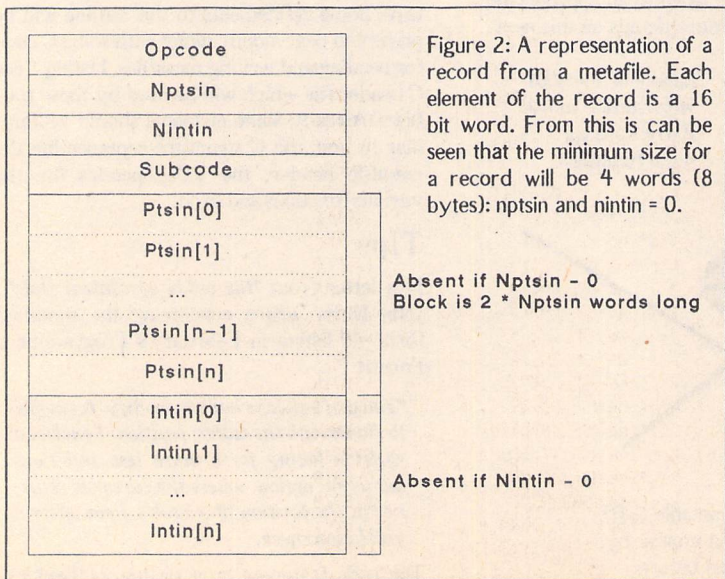 Opcode
Nptsin
Nintin
Subcode
Ptsin[0]
Ptsin[1]
...
Ptsin[n-1]
Ptsin[n]
Intin[0]
Intin[1]
...
Intin[n]
Figure 2: A representation of a
record from a metafile. Each
element of the record is a 16
bit word. From this is can be
seen that the minimum size for
a record will be 4 words (8
bytes): nptsin and nintin = 0.
Absent if Nptsin - 0
Block is 2 * Nptsin words long
Absent if Nintin - 0